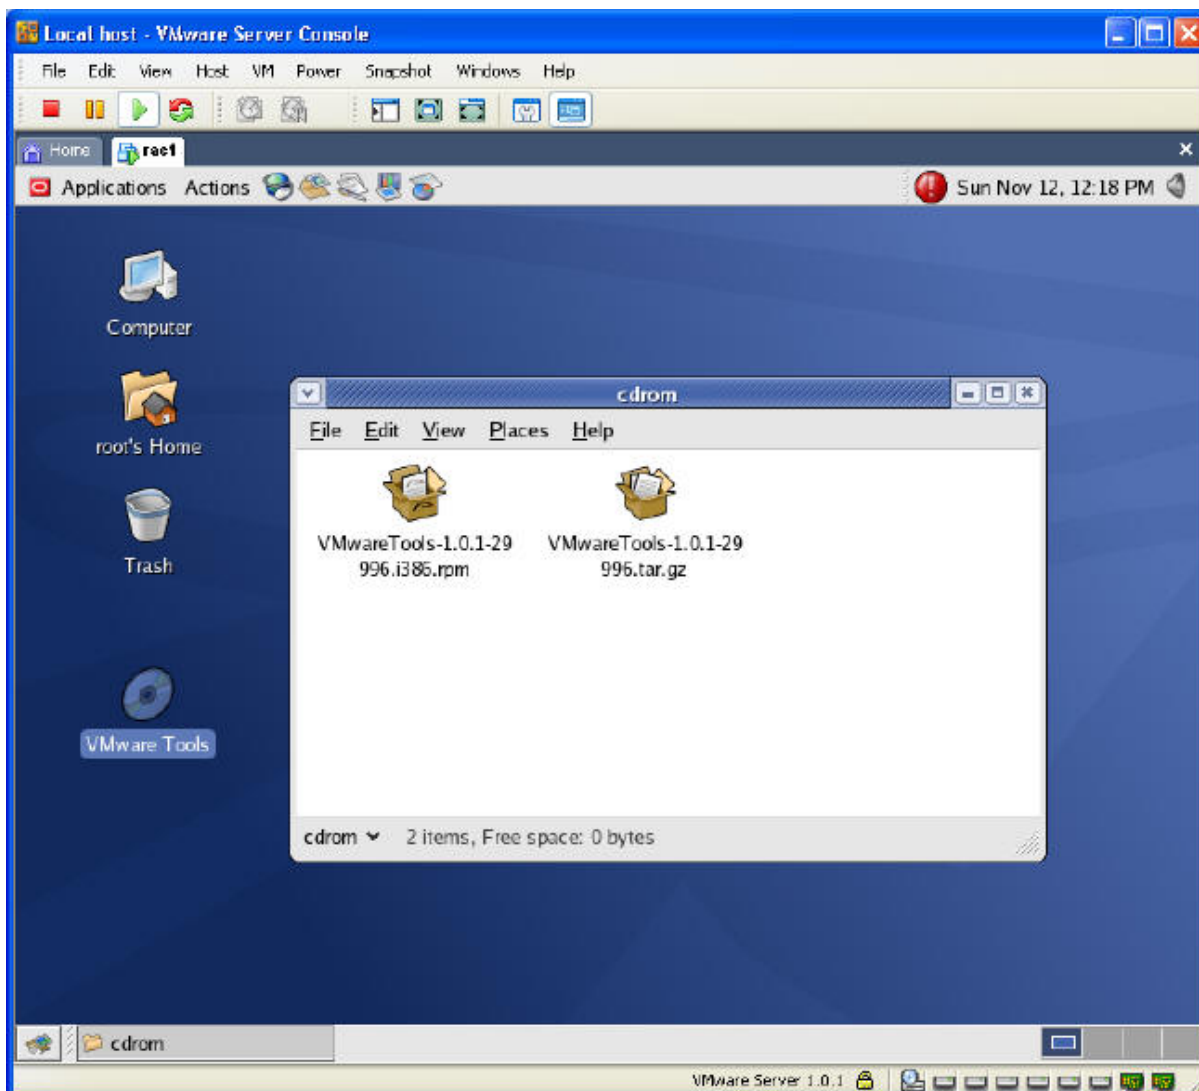 Local host - VMware Server Console
File Edit View Host VM Power Snapshot Windows Help
Home rac1
Applications Actions Sun Nov 12, 12:18 PM
Computer
root's Home
Trash
VMware Tools
cdrom
File Edit View Places Help
VMwareTools-1.0.1-29
996.i386.rpm
VMwareTools-1.0.1-29
996.tar.gz
cdrom 2 items, Free space: 0 bytes
cdrom
VMware Server 1.0.1